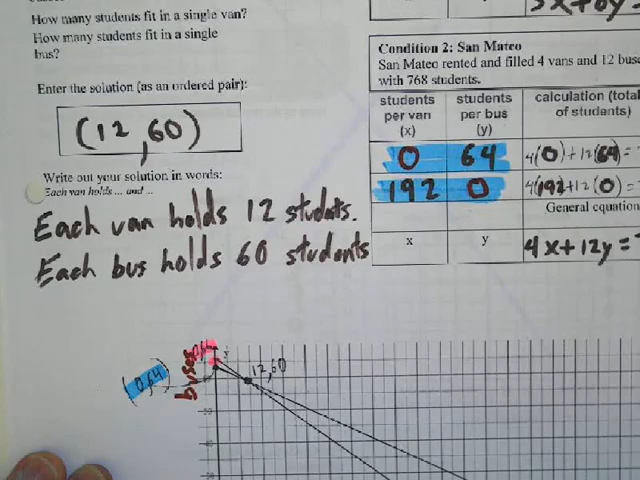 How many students fit in a single van?
How many students fit in a single
bus?
Enter the solution (as an ordered pair):
(12,60)
Write out your solution in words:
Each van holds ... and ...
Each van holds 12 students.
Each bus holds 60 students
Condition 2: San Mateo
San Mateo rented and filled 4 vans and 12 buse
with 768 students.
students per van (x) students per bus (y) calculation (total of students)
0 64 4(0)+12(64)=
192 0 4(192)+12(0)=
General equation
x y 4x+12y=
(0,64)
buses
y
12,60